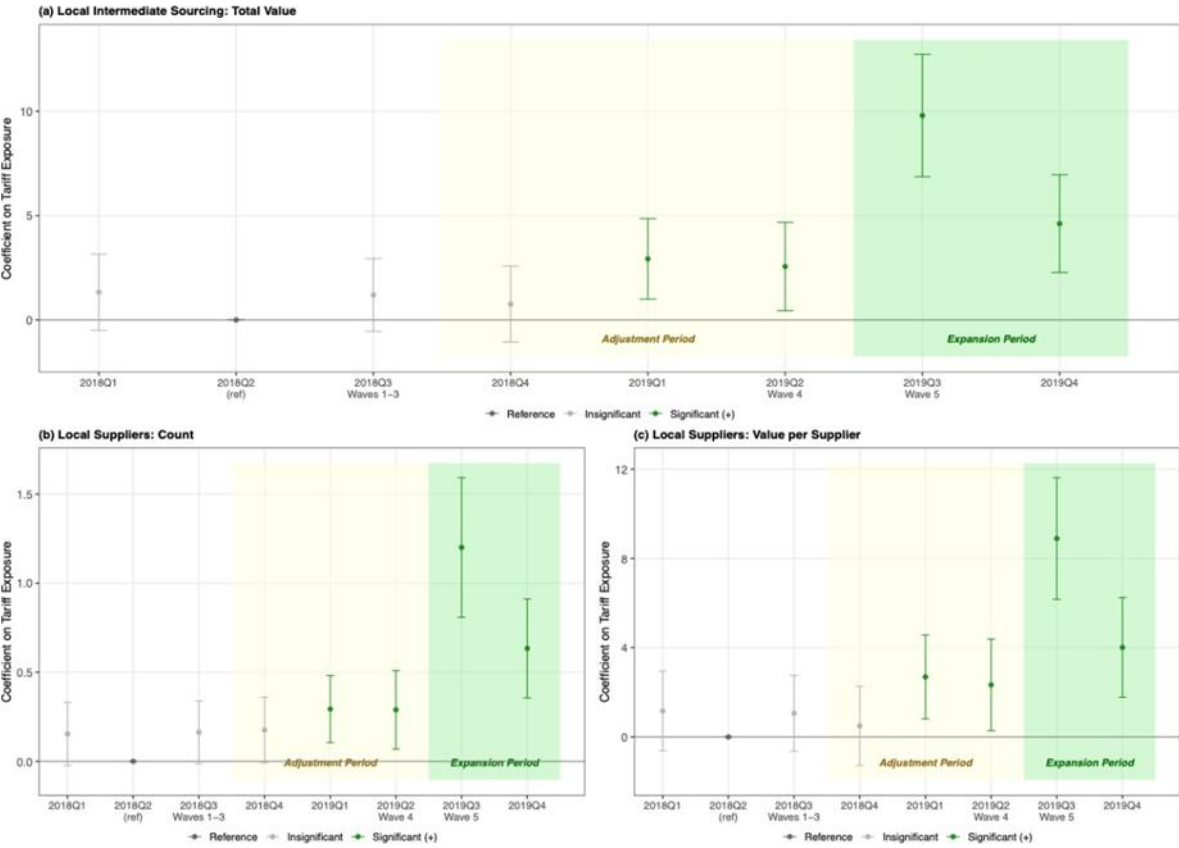 (a) Local Intermediate Sourcing: Total Value
Coefficient on Tariff Exposure
10
5
0
Adjustment Period
Expansion Period
2018Q1
2018Q2
(ref)
2018Q3
Waves 1–3
2018Q4
2019Q1
2019Q2
Wave 4
2019Q3
Wave 5
2019Q4
Reference
Insignificant
Significant (+)
(b) Local Suppliers: Count
Coefficient on Tariff Exposure
1.5
1.0
0.5
0.0
Adjustment Period
Expansion Period
2018Q1
2018Q2
(ref)
2018Q3
Waves 1–3
2018Q4
2019Q1
2019Q2
Wave 4
2019Q3
Wave 5
2019Q4
Reference
Insignificant
Significant (+)
(c) Local Suppliers: Value per Supplier
Coefficient on Tariff Exposure
12
8
4
0
Adjustment Period
Expansion Period
2018Q1
2018Q2
(ref)
2018Q3
Waves 1–3
2018Q4
2019Q1
2019Q2
Wave 4
2019Q3
Wave 5
2019Q4
Reference
Insignificant
Significant (+)